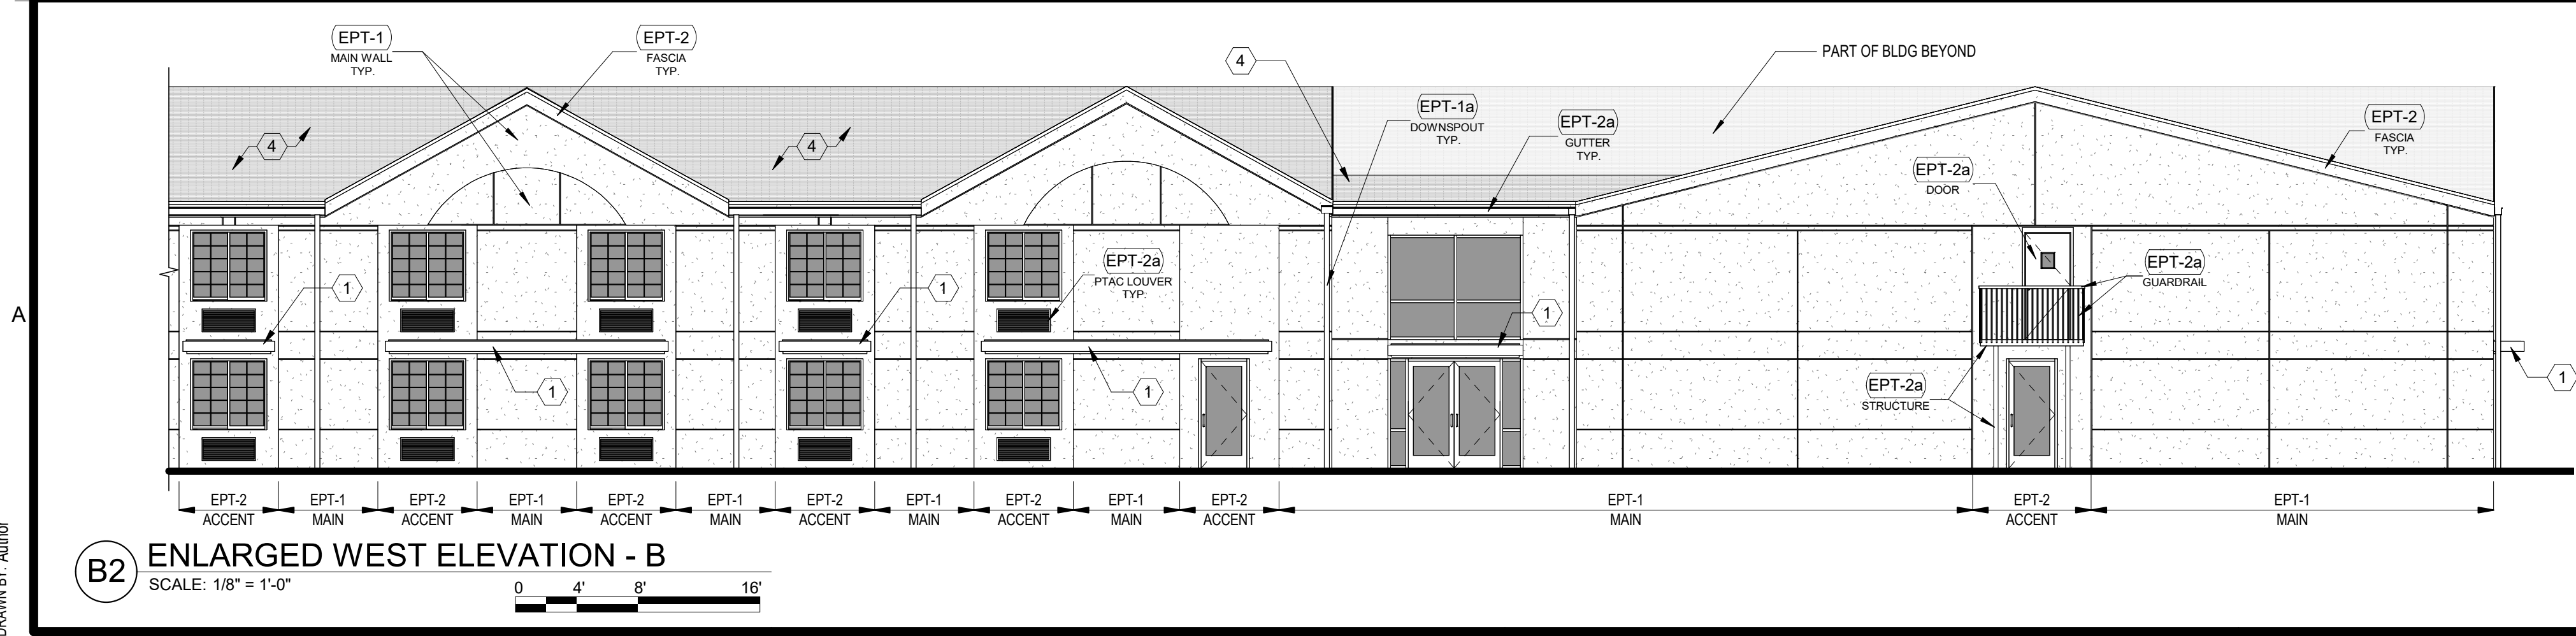 EPT-1
MAIN WALL
TYP.
EPT-2
FASCIA
TYP.
4
PART OF BLDG BEYOND
EPT-1a
DOWNSPOUT
TYP.
EPT-2a
GUTTER
TYP.
EPT-2
FASCIA
TYP.
4
4
EPT-2a
DOOR
EPT-2a
PTAC LOUVER
TYP.
EPT-2a
GUARDRAIL
1
1
1
A
1
1
EPT-2a
STRUCTURE
1
EPT-2
ACCENT
EPT-1
MAIN
EPT-2
ACCENT
EPT-1
MAIN
EPT-2
ACCENT
EPT-1
MAIN
EPT-2
ACCENT
EPT-1
MAIN
EPT-2
ACCENT
EPT-1
MAIN
EPT-2
ACCENT
EPT-1
MAIN
EPT-2
ACCENT
EPT-1
MAIN
B2
ENLARGED WEST ELEVATION - B
SCALE: 1/8" = 1'-0"
0 4' 8' 16'
DRAWN BY: Author